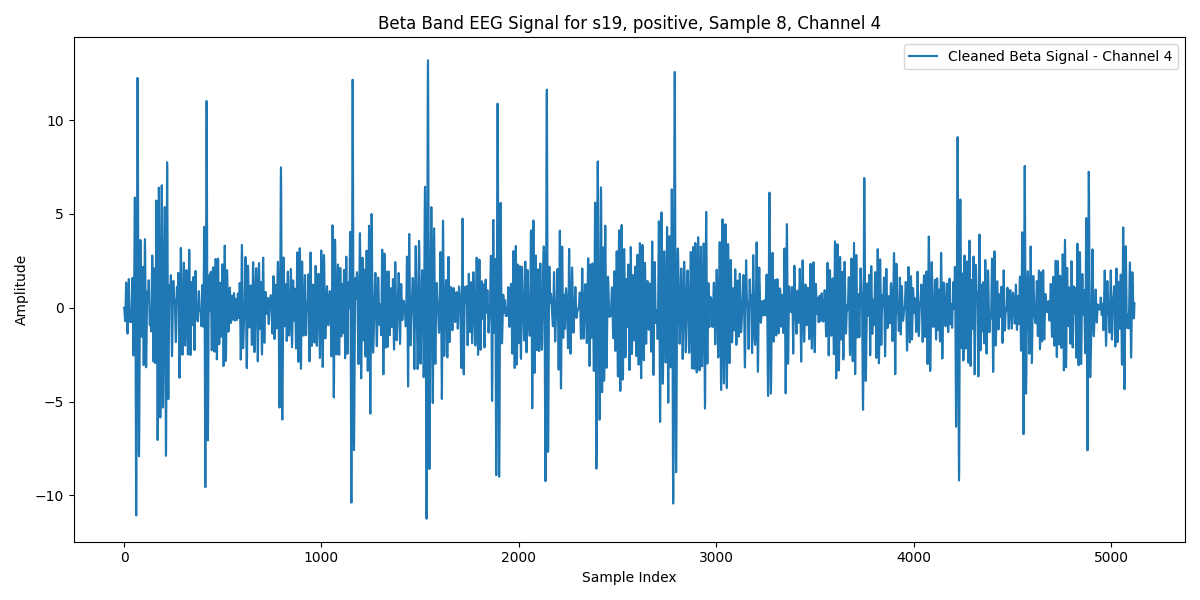 Beta Band EEG Signal for s19, positive, Sample 8, Channel 4
Cleaned Beta Signal - Channel 4
Amplitude
10
5
0
−5
−10
0 1000 2000 3000 4000 5000
Sample Index